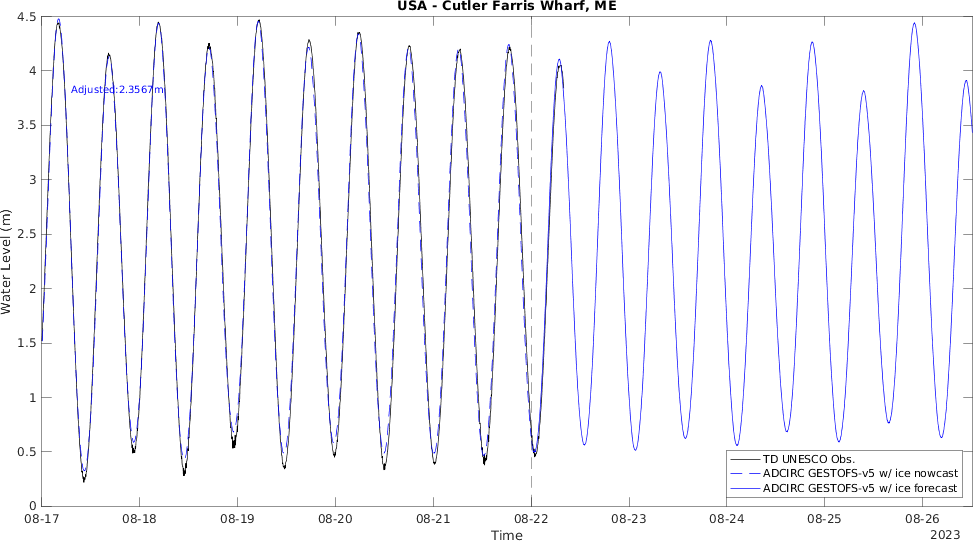 USA - Cutler Farris Wharf, ME
4.5
4
3.5
3
2.5
2
1.5
1
0.5
0
Water Level (m)
Adjusted:2.3567m
08-17 08-18 08-19 08-20 08-21 08-22 08-23 08-24 08-25 08-26
Time
2023
TD UNESCO Obs.
ADCIRC GESTOFS-v5 w/ ice nowcast
ADCIRC GESTOFS-v5 w/ ice forecast